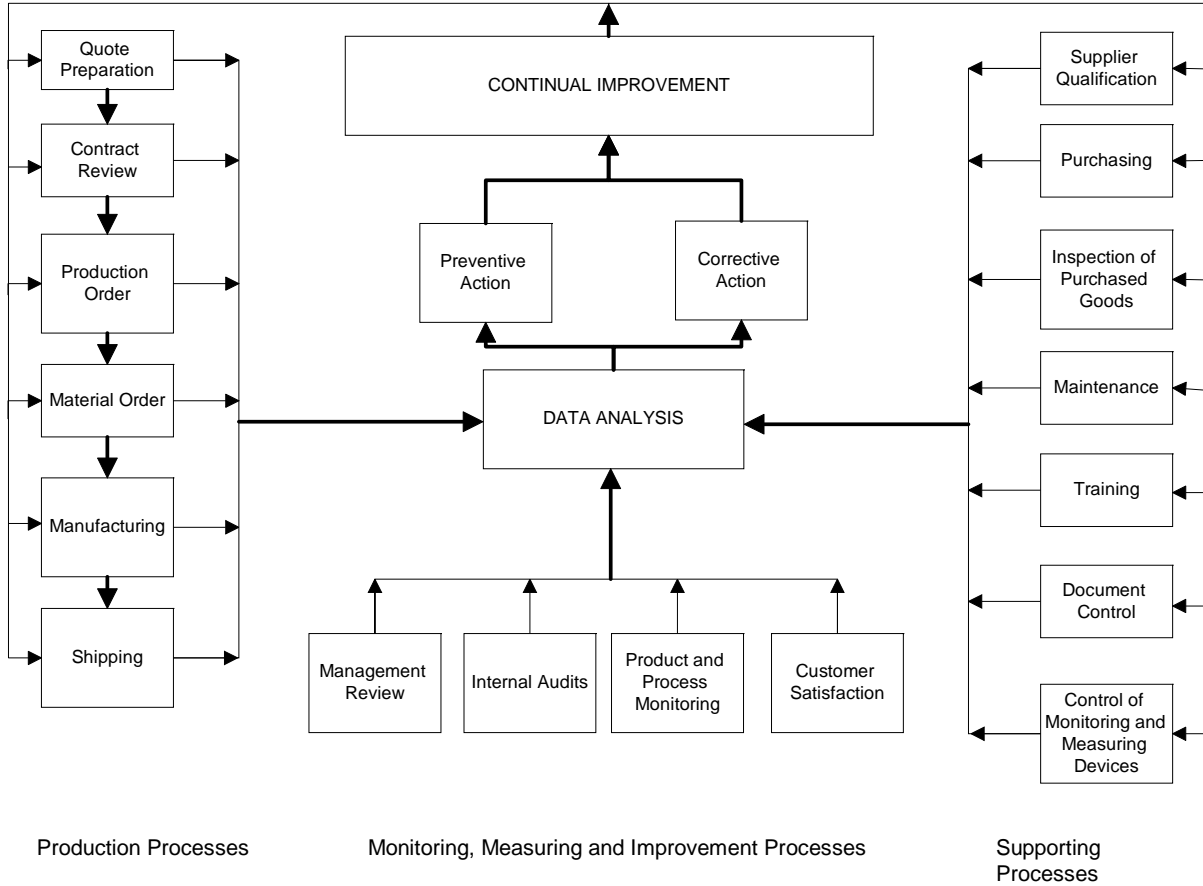 Quote
Preparation
Contract
Review
Production
Order
Material Order
Manufacturing
Shipping
CONTINUAL IMPROVEMENT
Preventive
Action
Corrective
Action
DATA ANALYSIS
Management
Review
Internal Audits
Product and
Process
Monitoring
Customer
Satisfaction
Supplier
Qualification
Purchasing
Inspection of
Purchased
Goods
Maintenance
Training
Document
Control
Control of
Monitoring and
Measuring
Devices
Production Processes
Monitoring, Measuring and Improvement Processes
Supporting
Processes